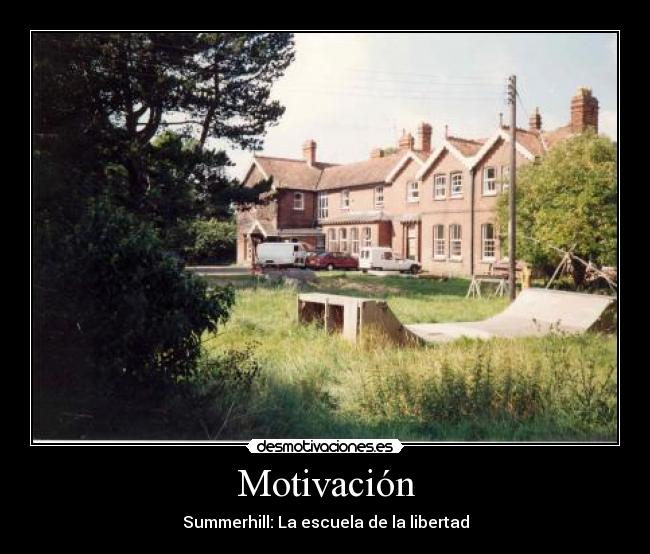 desmotivaciones.es
Motivación
Summerhill: La escuela de la libertad